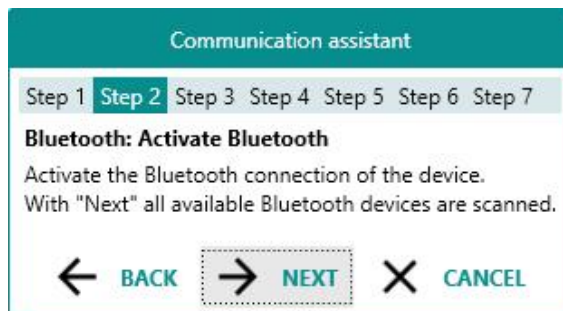 Communication assistant
Step 1 Step 2 Step 3 Step 4 Step 5 Step 6 Step 7
Bluetooth: Activate Bluetooth
Activate the Bluetooth connection of the device.
With "Next" all available Bluetooth devices are scanned.
BACK NEXT CANCEL